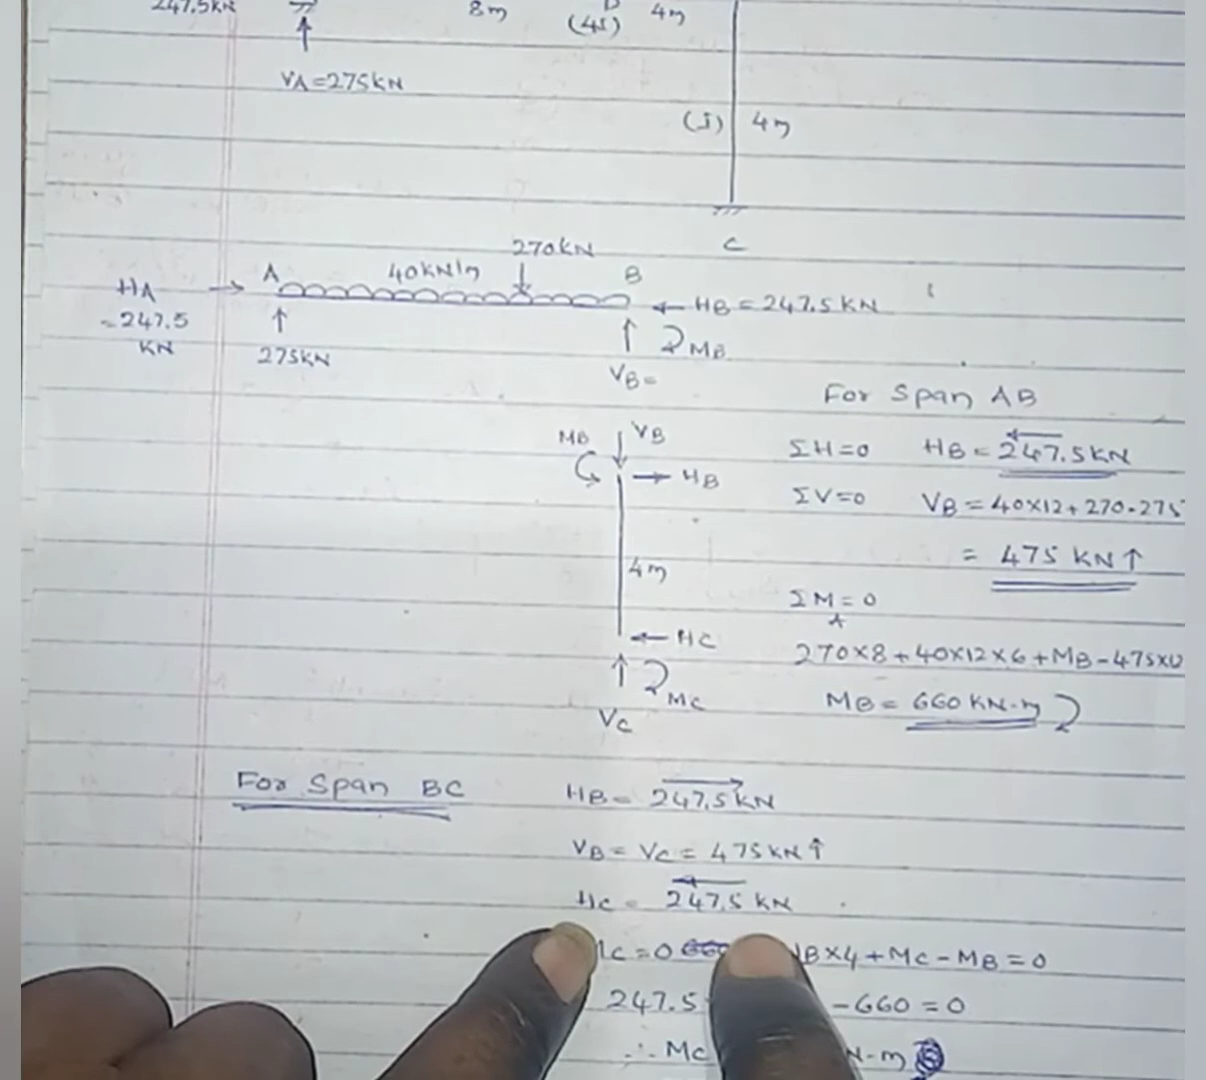 247.5KN
8m
(4I)
4m
VA=275KN
(I)
4m
C
270KN
A
40KN/m
B
HA
=247.5
KN
HB = 247.5KN
275KN
MB
VB=
For Span AB
MB
VB
HB
ΣH=0 HB = 247.5KN
ΣV=0 VB = 40×12+270-275
= 475 KN↑
4m
ΣM=0
A
HC
270×8+40×12×6+MB-475×12
MC
MB = 660KN-m
VC
For Span BC
HB = 247.5KN
VB = VC = 475KN↑
HC = 247.5 KN
C=0 B×4+MC-MB=0
247.5 -660=0
∴ MC N-m